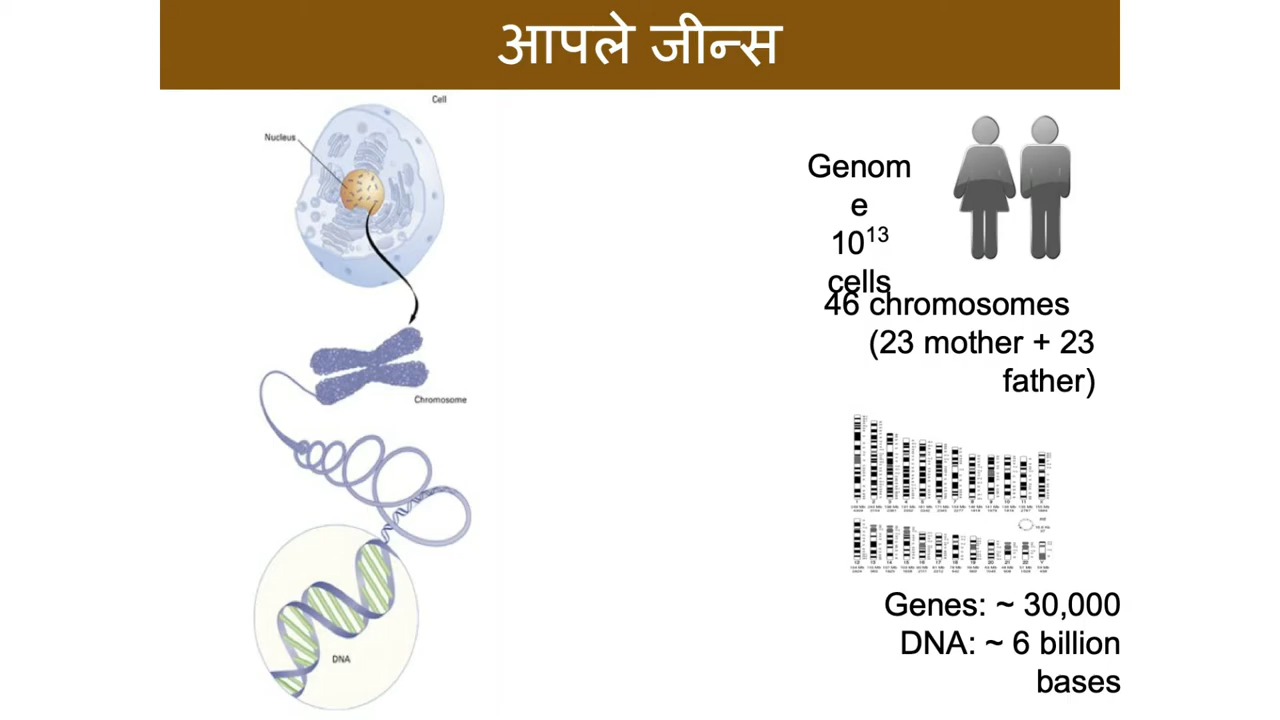 आपले जीन्स
Cell
Nucleus
Chromosome
DNA
Genom
e
10¹³
cells
46 chromosomes
(23 mother + 23
father)
Genes: ~ 30,000
DNA: ~ 6 billion
bases